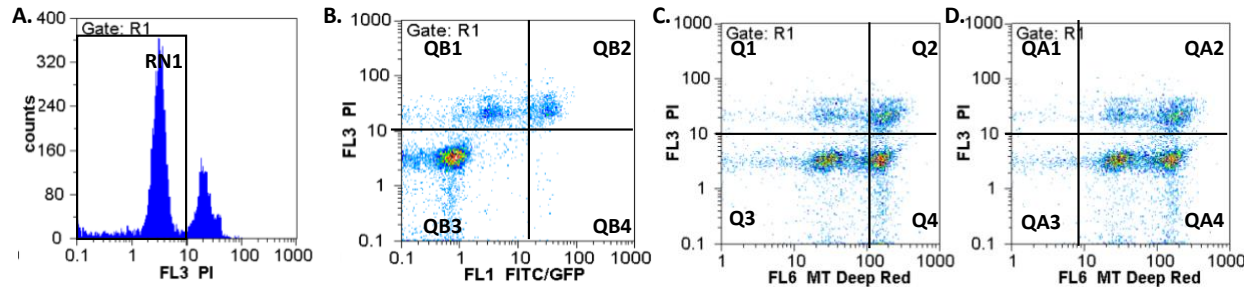 A.
Gate: R1
RN1
400
320
240
160
80
0
counts
0.1 1 10 100 1000
FL3 PI
B.
Gate: R1
QB1 QB2
1000
100
10
1
0.1
FL3 PI
QB3 QB4
0.1 1 10 100 1000
FL1 FITC/GFP
C.
Gate: R1
Q1 Q2
1000
100
10
1
0.1
FL3 PI
Q3 Q4
1 10 100 1000
FL6 MT Deep Red
D.
Gate: R1
QA1 QA2
1000
100
10
1
0.1
FL3 PI
QA3 QA4
1 10 100 1000
FL6 MT Deep Red